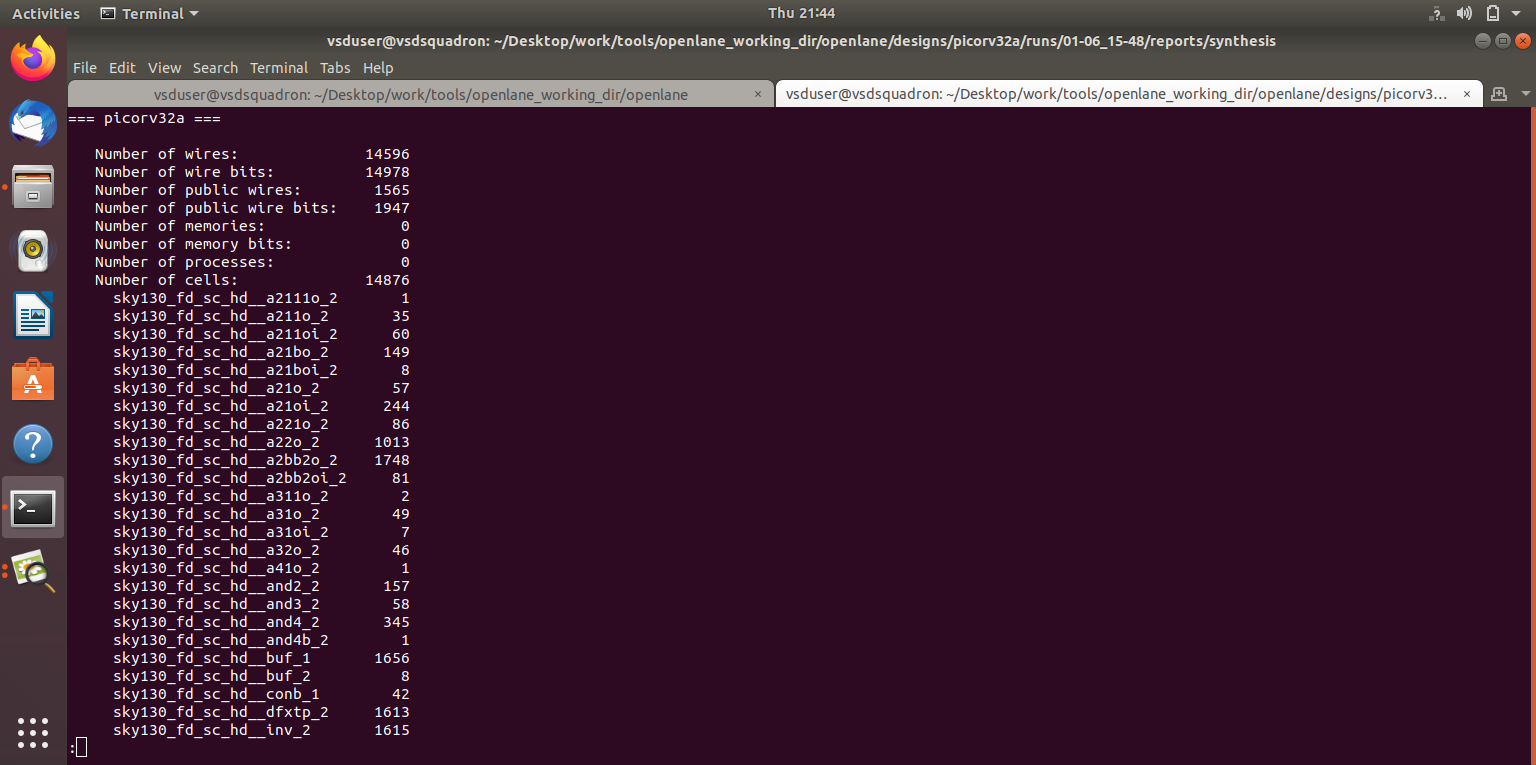 Activities Terminal Thu 21:44
vsduser@vsdsquadron: ~/Desktop/work/tools/openlane_working_dir/openlane/designs/picorv32a/runs/01-06_15-48/reports/synthesis
File Edit View Search Terminal Tabs Help
vsduser@vsdsquadron: ~/Desktop/work/tools/openlane_working_dir/openlane × vsduser@vsdsquadron: ~/Desktop/work/tools/openlane_working_dir/openlane/designs/picorv3... ×
=== picorv32a ===
Number of wires: 14596
Number of wire bits: 14978
Number of public wires: 1565
Number of public wire bits: 1947
Number of memories: 0
Number of memory bits: 0
Number of processes: 0
Number of cells: 14876
sky130_fd_sc_hd__a2111o_2 1
sky130_fd_sc_hd__a211o_2 35
sky130_fd_sc_hd__a211oi_2 60
sky130_fd_sc_hd__a21bo_2 149
sky130_fd_sc_hd__a21boi_2 8
sky130_fd_sc_hd__a21o_2 57
sky130_fd_sc_hd__a21oi_2 244
sky130_fd_sc_hd__a221o_2 86
sky130_fd_sc_hd__a22o_2 1013
sky130_fd_sc_hd__a2bb2o_2 1748
sky130_fd_sc_hd__a2bb2oi_2 81
sky130_fd_sc_hd__a311o_2 2
sky130_fd_sc_hd__a31o_2 49
sky130_fd_sc_hd__a31oi_2 7
sky130_fd_sc_hd__a32o_2 46
sky130_fd_sc_hd__a41o_2 1
sky130_fd_sc_hd__and2_2 157
sky130_fd_sc_hd__and3_2 58
sky130_fd_sc_hd__and4_2 345
sky130_fd_sc_hd__and4b_2 1
sky130_fd_sc_hd__buf_1 1656
sky130_fd_sc_hd__buf_2 8
sky130_fd_sc_hd__conb_1 42
sky130_fd_sc_hd__dfxtp_2 1613
sky130_fd_sc_hd__inv_2 1615
: